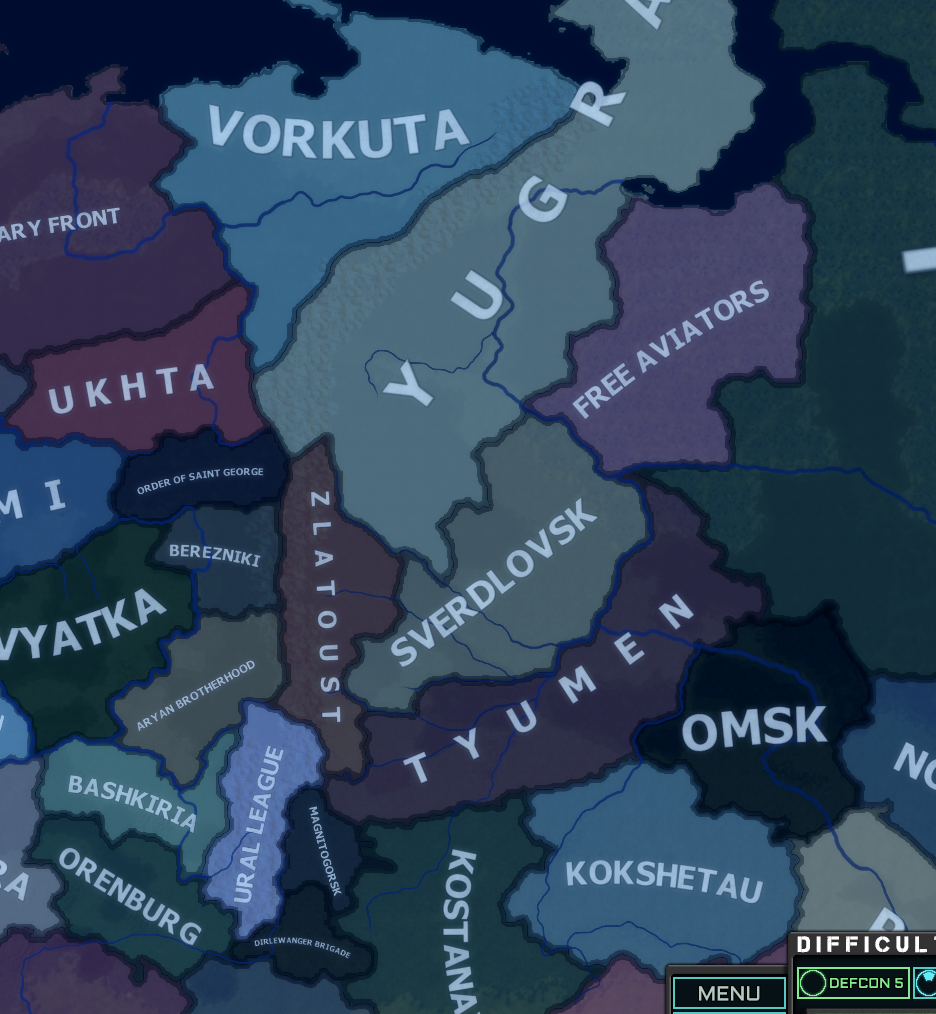 VORKUTA
YUGRA
ARY FRONT
FREE AVIATORS
UKHTA
ORDER OF SAINT GEORGE
MI
ZLATOUST
BEREZNIKI
SVERDLOVSK
VYATKA
TYUMEN
ARYAN BROTHERHOOD
OMSK
URAL LEAGUE
BASHKIRIA
NO
MAGNITOGORSK
ORENBURG
RA
KOSTANA
KOKSHETAU
DIRLEWANGER BRIGADE
DIFFICUL
MENU
DEFCON 5